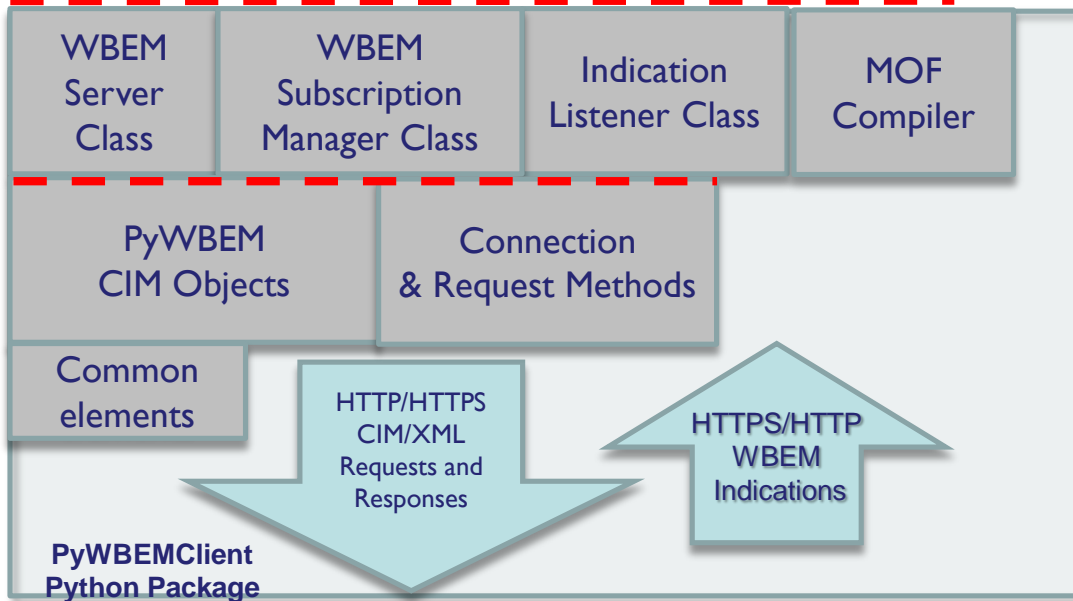 WBEM
Server
Class
WBEM
Subscription
Manager Class
Indication
Listener Class
MOF
Compiler
PyWBEM
CIM Objects
Connection
& Request Methods
Common
elements
HTTP/HTTPS
CIM/XML
Requests and
Responses
HTTPS/HTTP
WBEM
Indications
PyWBEMClient
Python Package